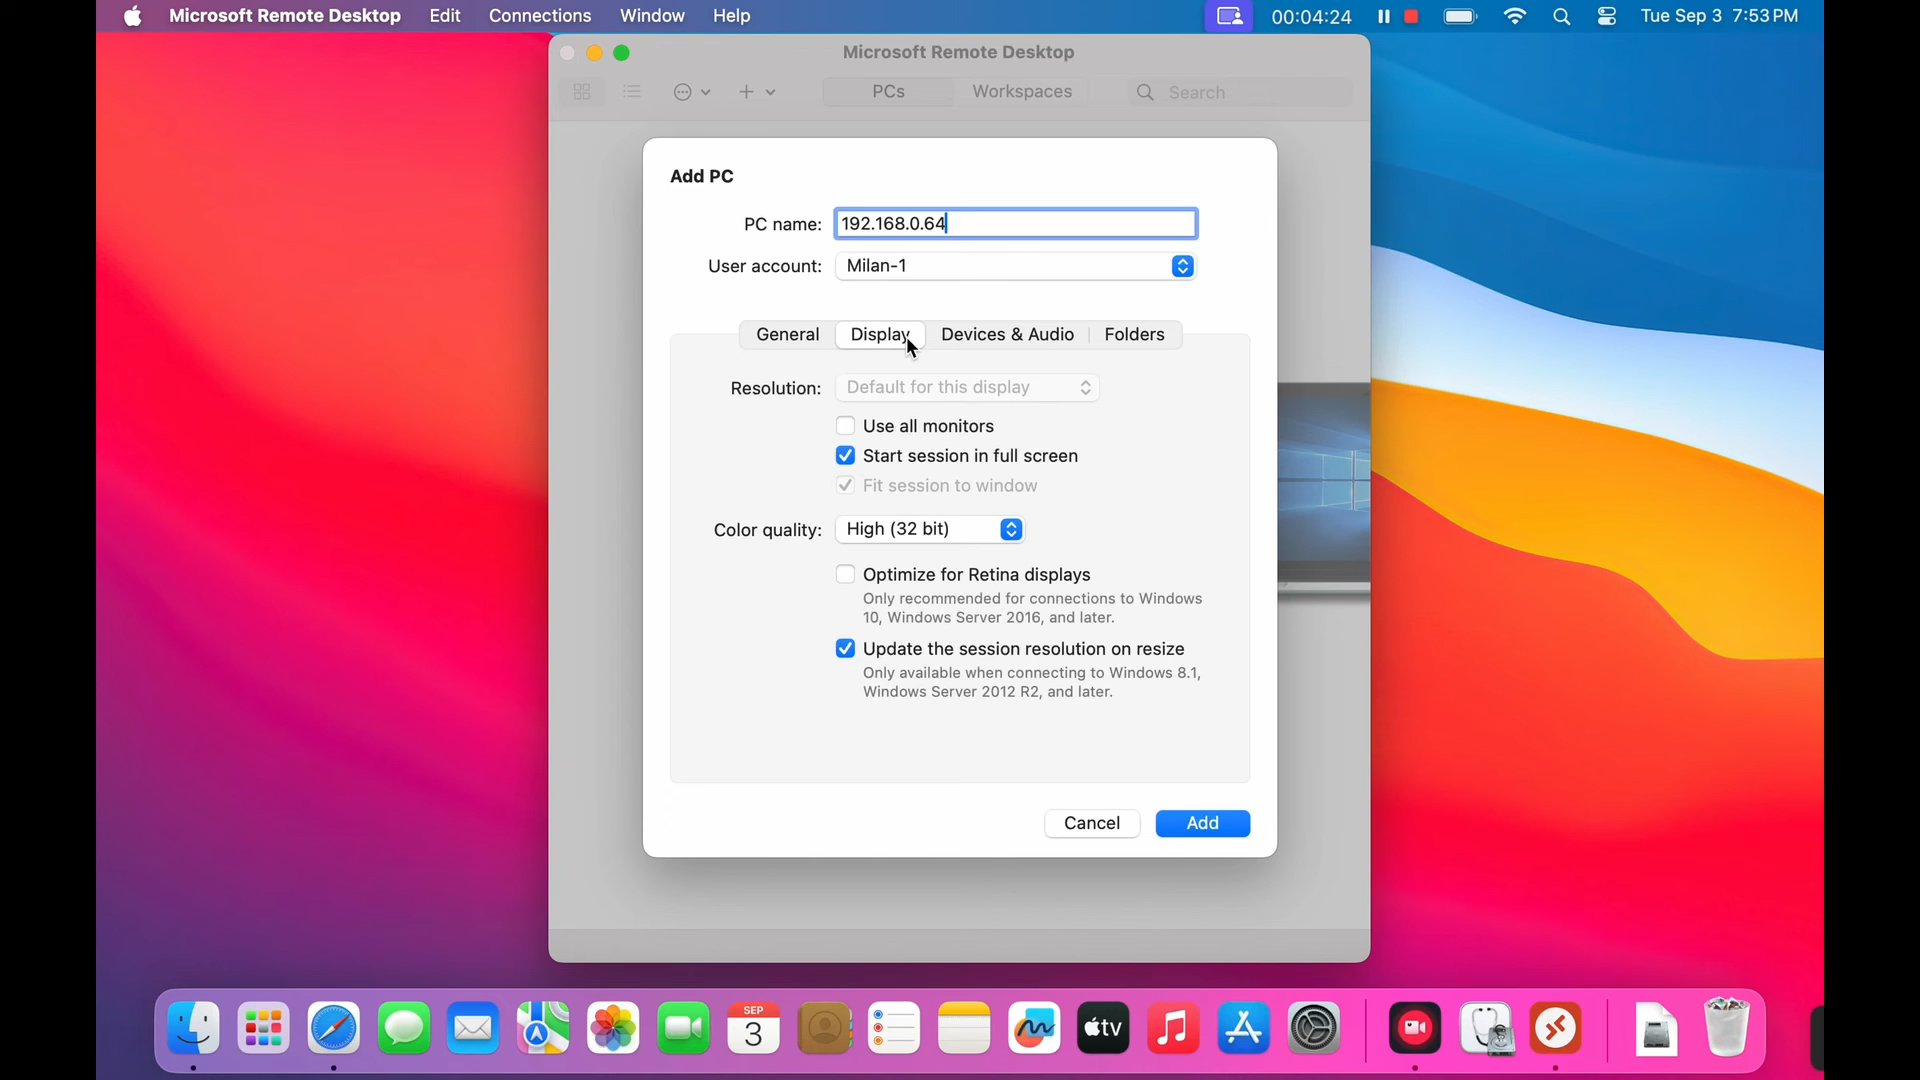 Microsoft Remote Desktop Edit Connections Window Help 00:04:24 Tue Sep 3 7:53 PM
Microsoft Remote Desktop
PCs Workspaces Search
Add PC
PC name: 192.168.0.64
User account: Milan-1
General Display Devices & Audio Folders
Resolution: Default for this display
Use all monitors
Start session in full screen
Fit session to window
Color quality: High (32 bit)
Optimize for Retina displays
Only recommended for connections to Windows
10, Windows Server 2016, and later.
Update the session resolution on resize
Only available when connecting to Windows 8.1,
Windows Server 2012 R2, and later.
Cancel Add
SEP
3
tv